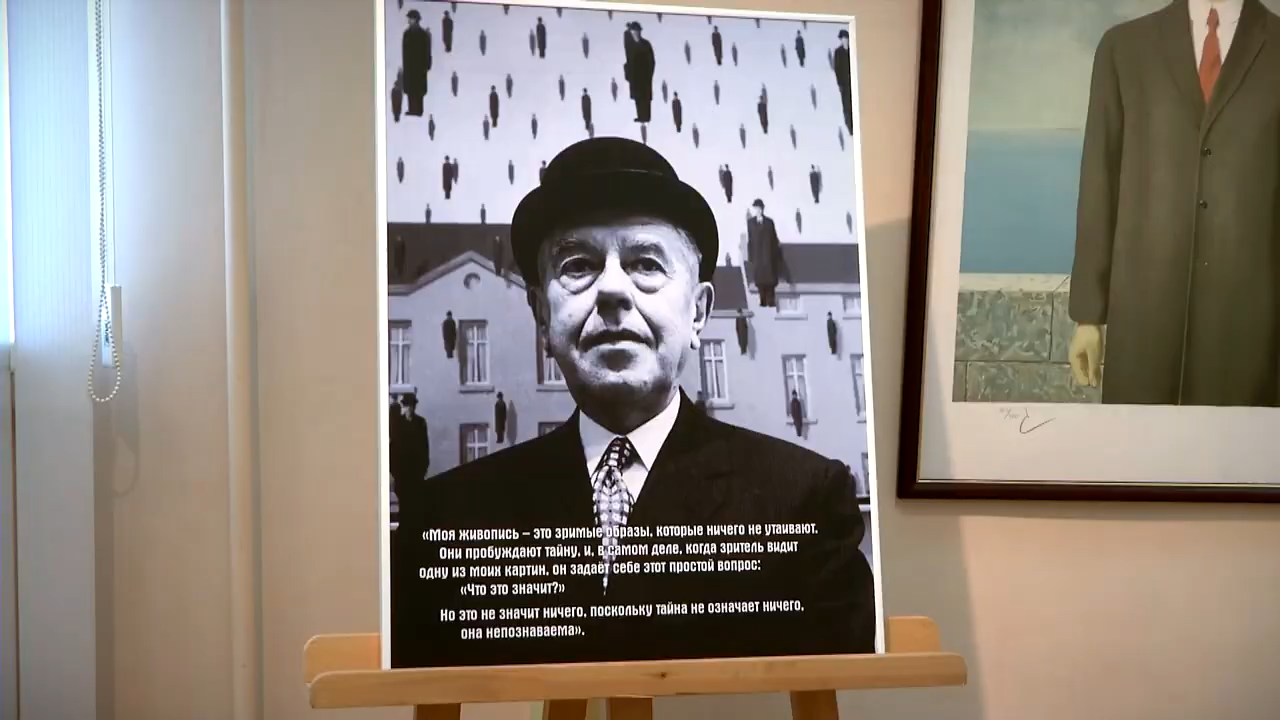 «Моя живопись – это зримые образы, которые ничего не утаивают.
Они пробуждают тайну, и, в самом деле, когда зритель видит
одну из моих картин, он задаёт себе этот простой вопрос:
«Что это значит?»
Но это не значит ничего, поскольку тайна не означает ничего,
она непознаваема».